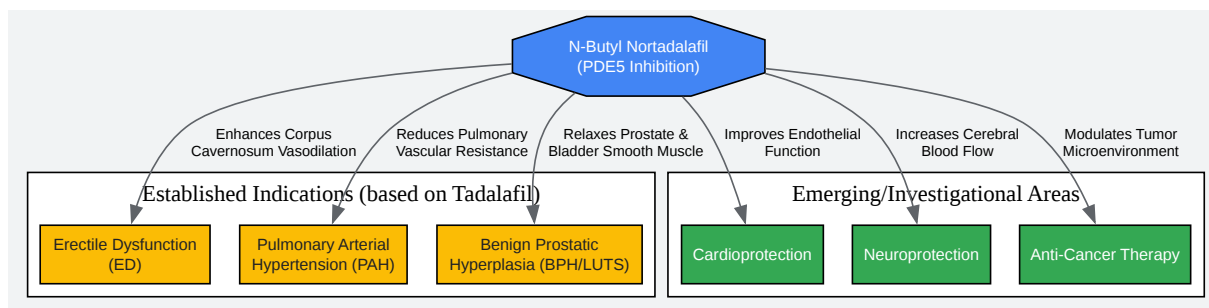 N-Butyl Nortadalafil
(PDE5 Inhibition)
Enhances Corpus
Cavernosum Vasodilation
Reduces Pulmonary
Vascular Resistance
Relaxes Prostate &
Bladder Smooth Muscle
Improves Endothelial
Function
Increases Cerebral
Blood Flow
Modulates Tumor
Microenvironment
Established Indications (based on Tadalafil)
Erectile Dysfunction
(ED)
Pulmonary Arterial
Hypertension (PAH)
Benign Prostatic
Hyperplasia (BPH/LUTS)
Emerging/Investigational Areas
Cardioprotection
Neuroprotection
Anti-Cancer Therapy